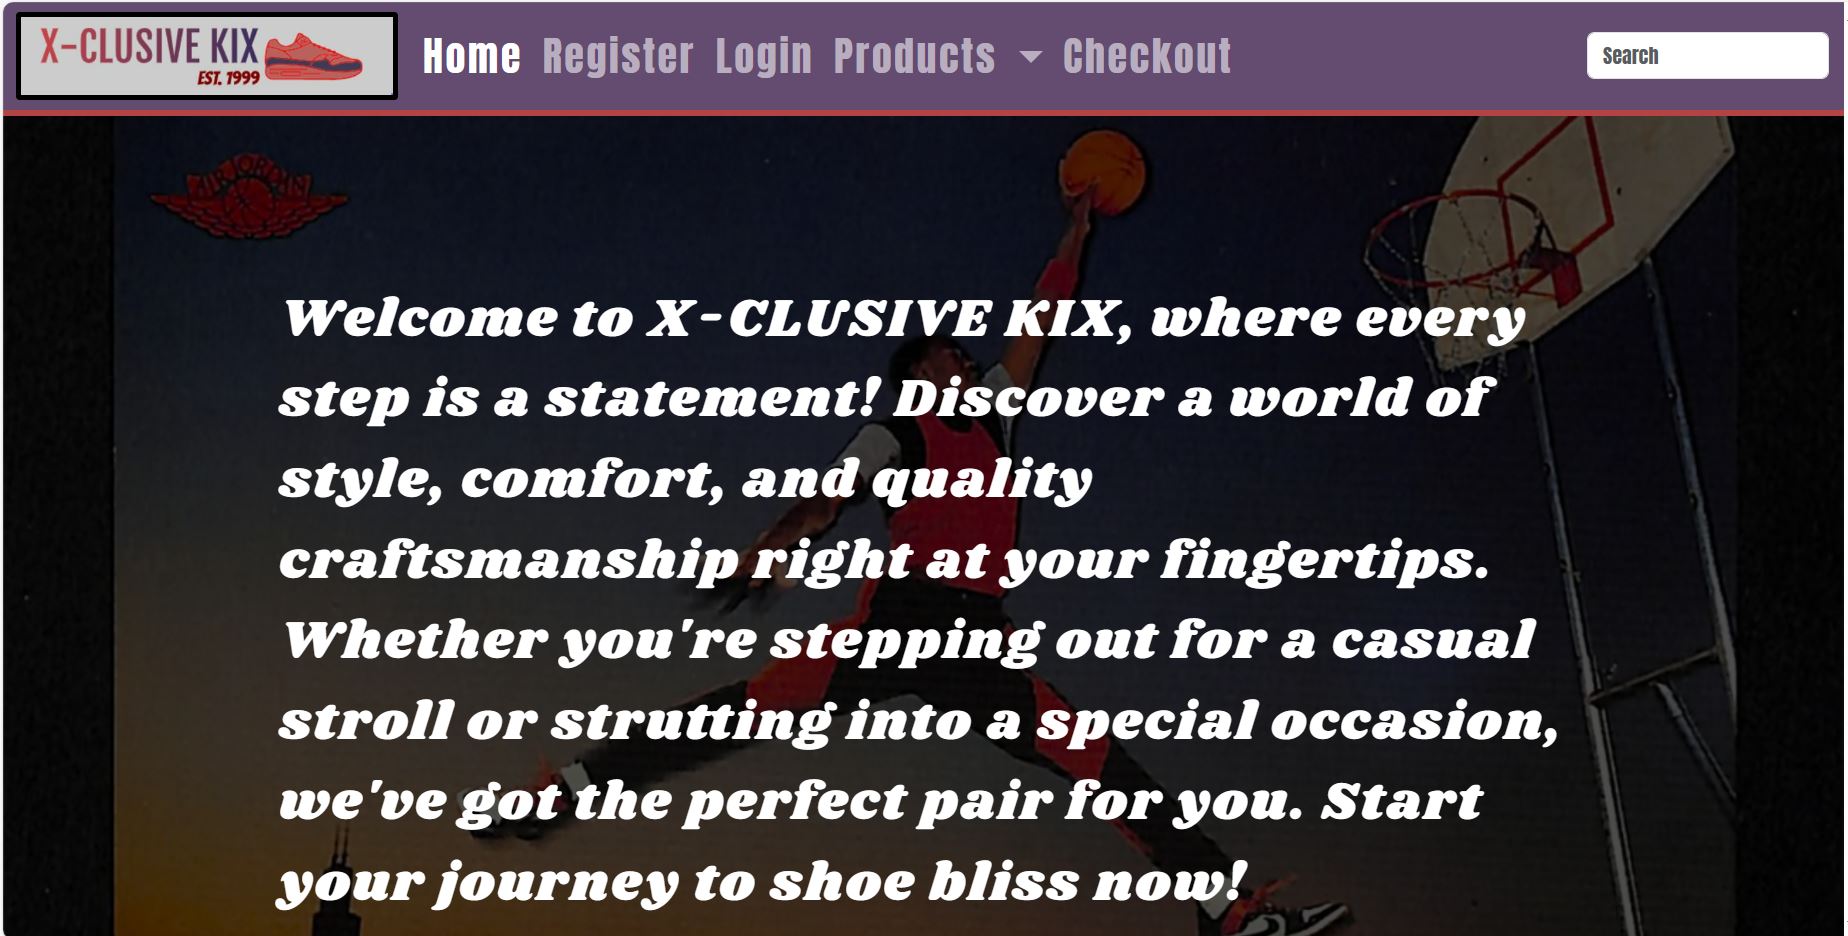 X-CLUSIVE KIX
EST. 1999
Home Register Login Products Checkout
Search
AIR JORDAN
Welcome to X-CLUSIVE KIX, where every
step is a statement! Discover a world of
style, comfort, and quality
craftsmanship right at your fingertips.
Whether you're stepping out for a casual
stroll or strutting into a special occasion,
we've got the perfect pair for you. Start
your journey to shoe bliss now!